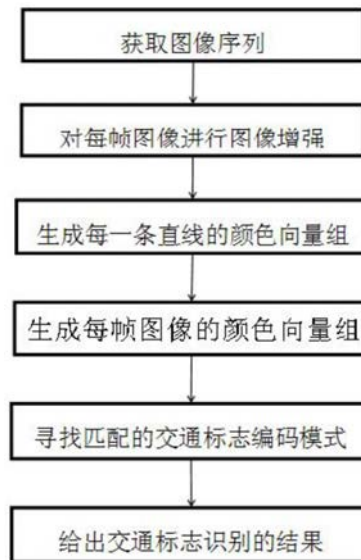 获取图像序列
对每帧图像进行图像增强
生成每一条直线的颜色向量组
生成每帧图像的颜色向量组
寻找匹配的交通标志编码模式
给出交通标志识别的结果